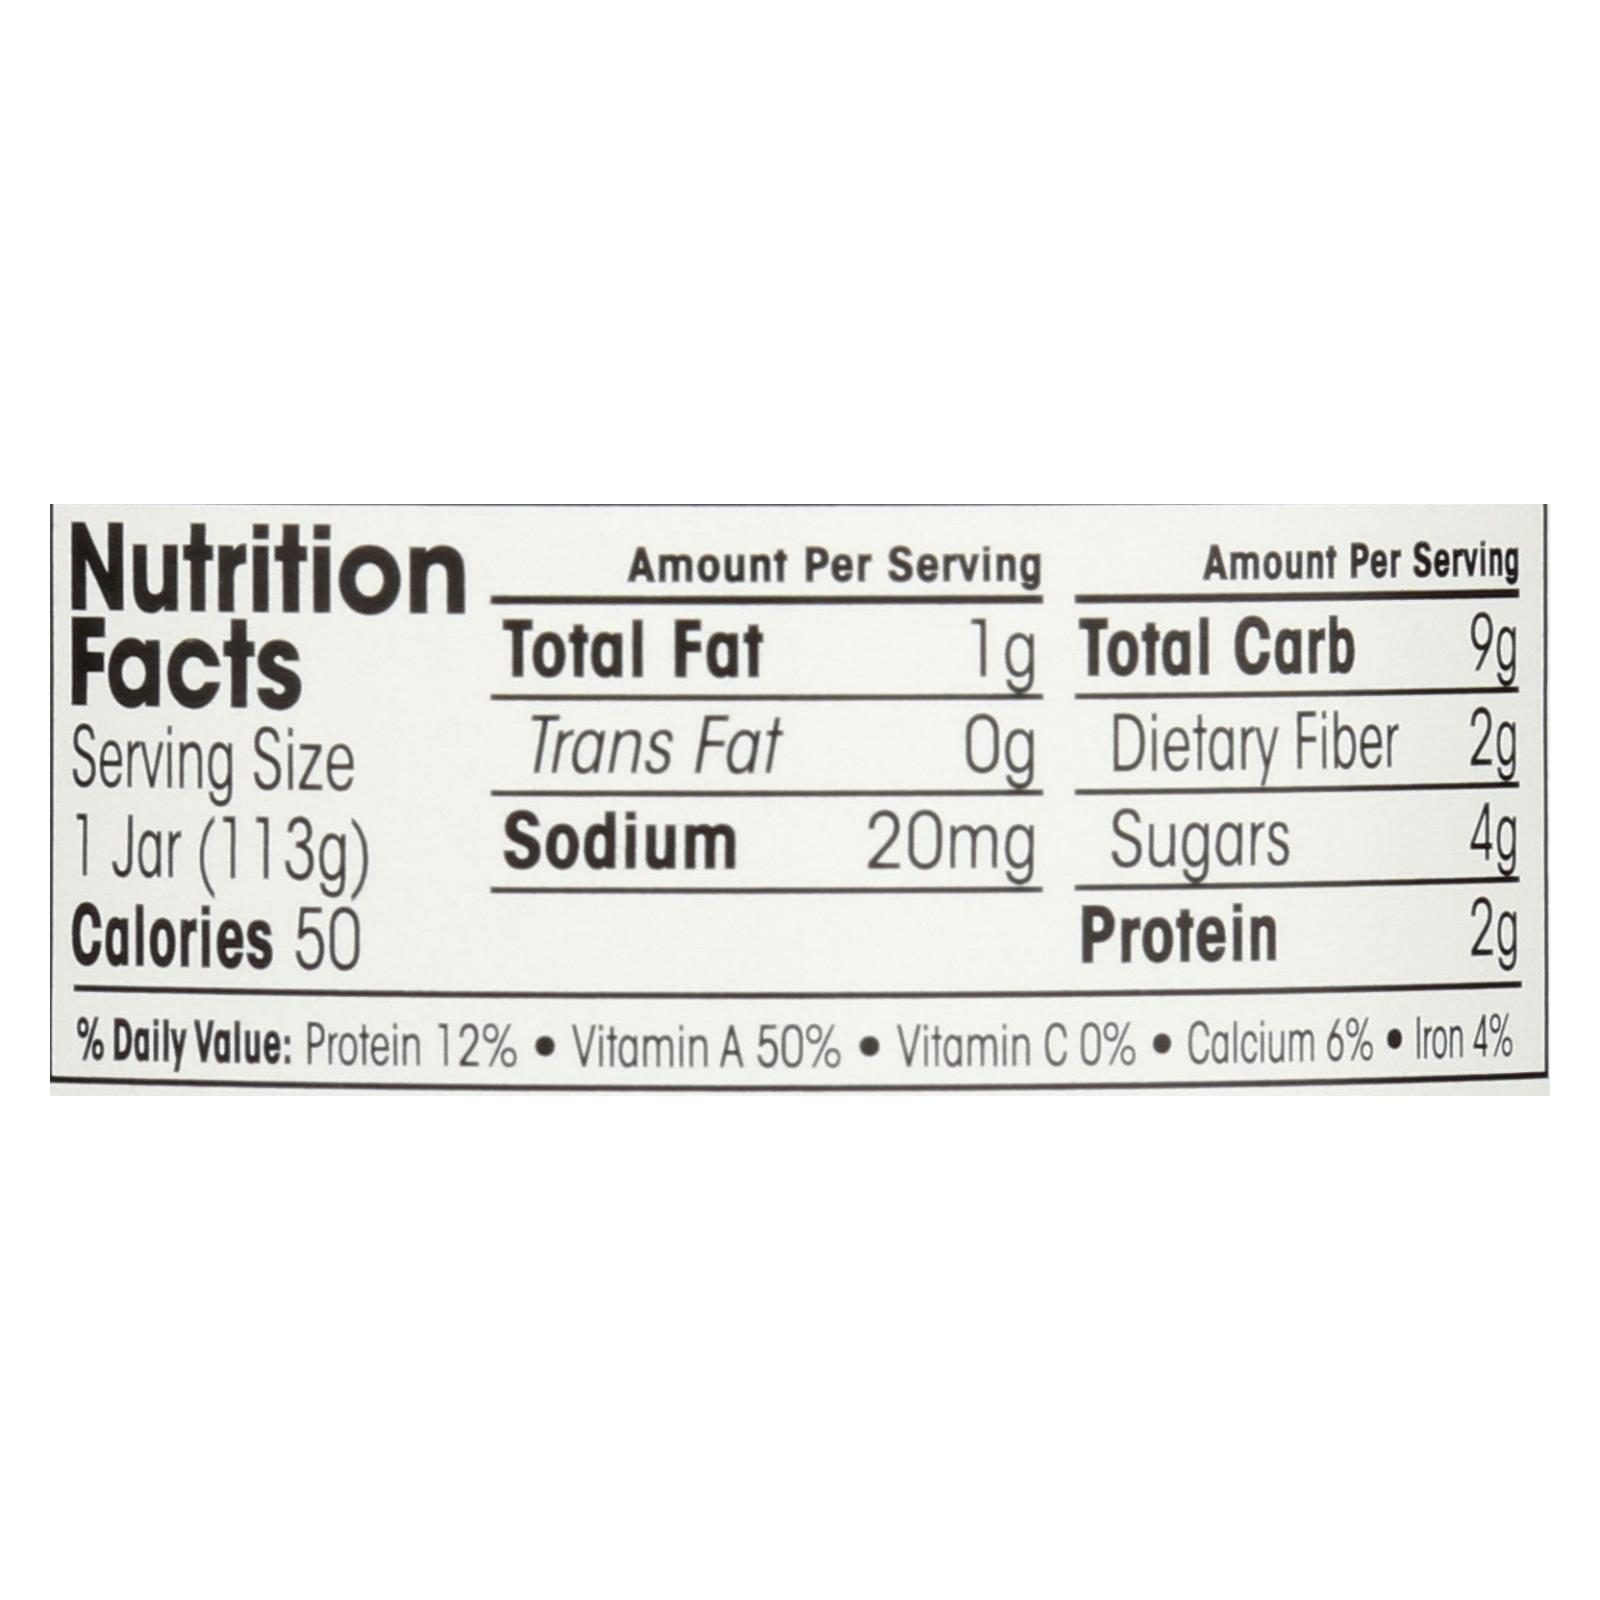 Nutrition
Facts
Serving Size
1 Jar (113g)
Calories 50
Amount Per Serving
Total Fat 1g
Trans Fat 0g
Sodium 20mg
Amount Per Serving
Total Carb 9g
Dietary Fiber 2g
Sugars 4g
Protein 2g
% Daily Value: Protein 12% • Vitamin A 50% • Vitamin C 0% • Calcium 6% • Iron 4%